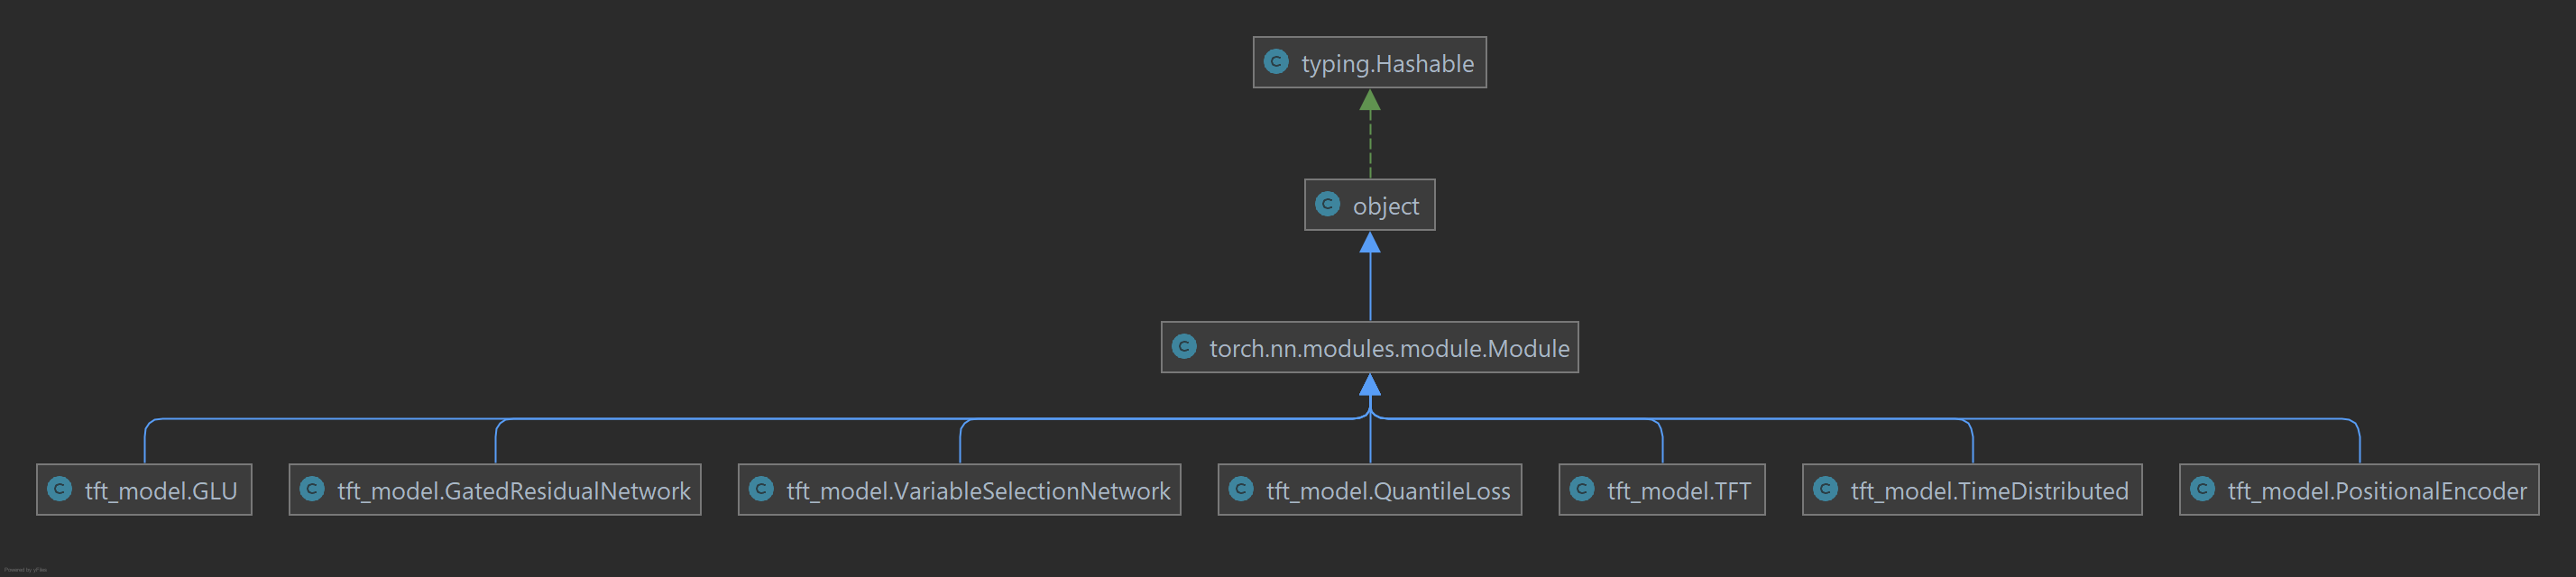 C typing.Hashable
C object
C torch.nn.modules.module.Module
C tft_model.GLU
C tft_model.GatedResidualNetwork
C tft_model.VariableSelectionNetwork
C tft_model.QuantileLoss
C tft_model.TFT
C tft_model.TimeDistributed
C tft_model.PositionalEncoder
Powered by yFiles